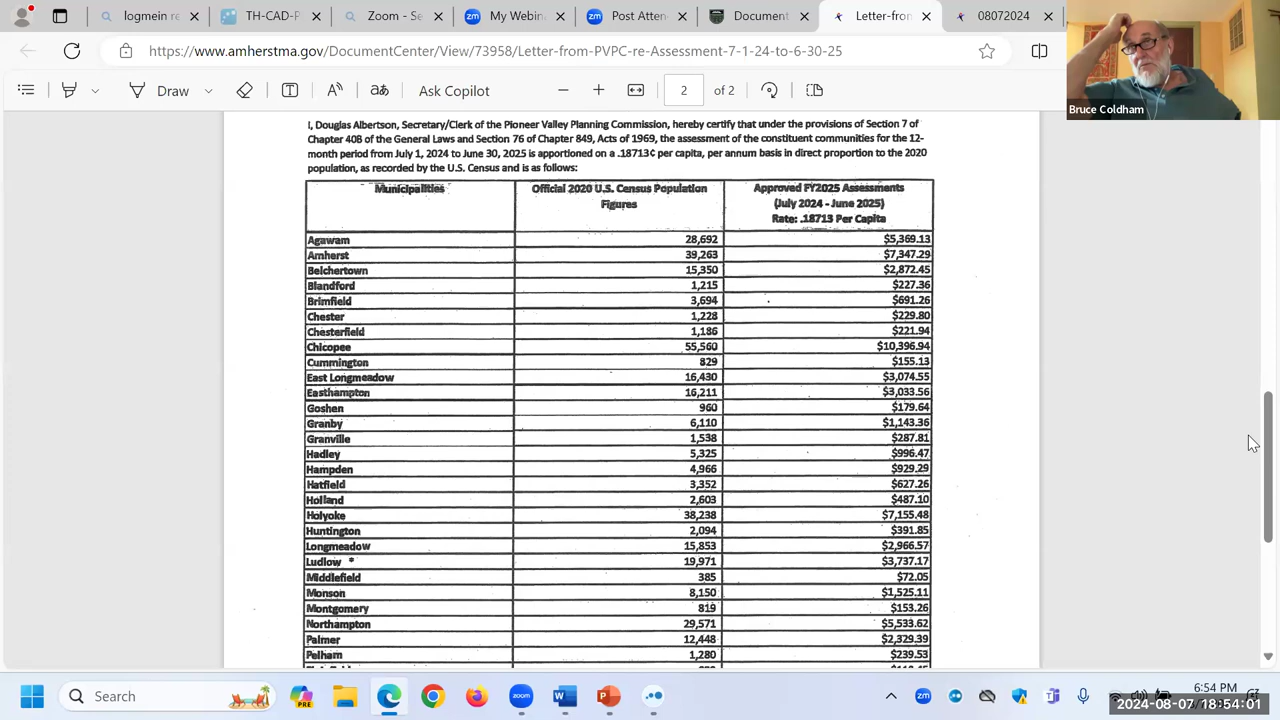 logmein re
TH-CAD-P
Zoom - Se
My Webin
Post Atten
Document
Letter-from
08072024
https://www.amherstma.gov/DocumentCenter/View/73958/Letter-from-PVPC-re-Assessment-7-1-24-to-6-30-25
Draw
Ask Copilot
2 of 2
Bruce Coldham
I, Douglas Albertson, Secretary/Clerk of the Pioneer Valley Planning Commission, hereby certify that under the provisions of Section 7 of
Chapter 40B of the General Laws and Section 76 of Chapter 849, Acts of 1969, the assessment of the constituent communities for the 12-
month period from July 1, 2024 to June 30, 2025 is apportioned on a .18713¢ per capita, per annum basis in direct proportion to the 2020
population, as recorded by the U.S. Census and is as follows:
Municipalities
Official 2020 U.S. Census Population
Figures
Approved FY2025 Assessments
(July 2024 - June 2025)
Rate: .18713 Per Capita
Agawam 28,692 $5,369.13
Amherst 39,263 $7,347.29
Belchertown 15,350 $2,872.45
Blandford 1,215 $227.36
Brimfield 3,694 $691.26
Chester 1,228 $229.80
Chesterfield 1,186 $221.94
Chicopee 55,560 $10,396.94
Cummington 829 $155.13
East Longmeadow 16,430 $3,074.55
Easthampton 16,211 $3,033.56
Goshen 960 $179.64
Granby 6,110 $1,143.36
Granville 1,538 $287.81
Hadley 5,325 $996.47
Hampden 4,966 $929.29
Hatfield 3,352 $627.26
Holland 2,603 $487.10
Holyoke 38,238 $7,155.48
Huntington 2,094 $391.85
Longmeadow 15,853 $2,966.57
Ludlow * 19,971 $3,737.17
Middlefield 385 $72.05
Monson 8,150 $1,525.11
Montgomery 819 $153.26
Northampton 29,571 $5,533.62
Palmer 12,448 $2,329.39
Pelham 1,280 $239.53
Search
6:54 PM
2024-08-07 18:54:01